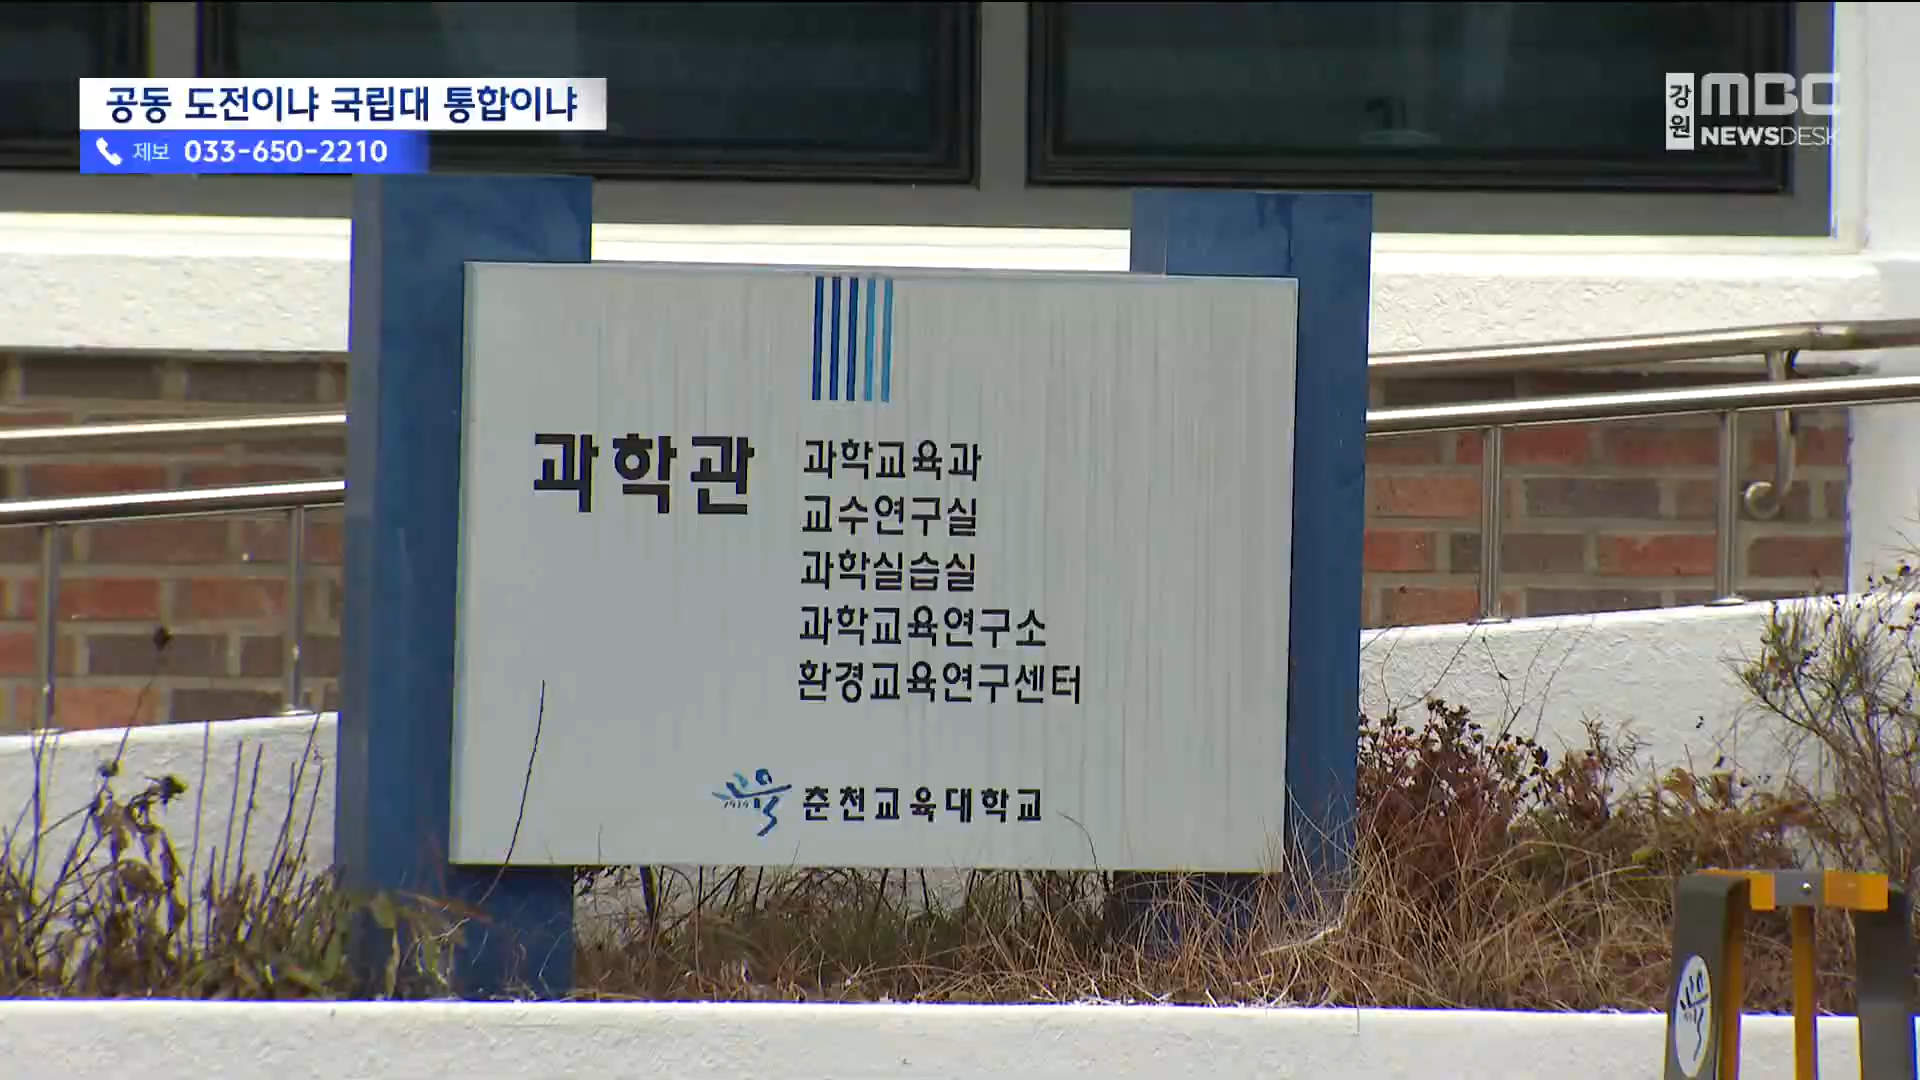 공동 도전이냐 국립대 통합이냐
제보 033-650-2210
강원 MBC
NEWSDESK
과학관
과학교육과
교수연구실
과학실습실
과학교육연구소
환경교육연구센터
춘천교육대학교